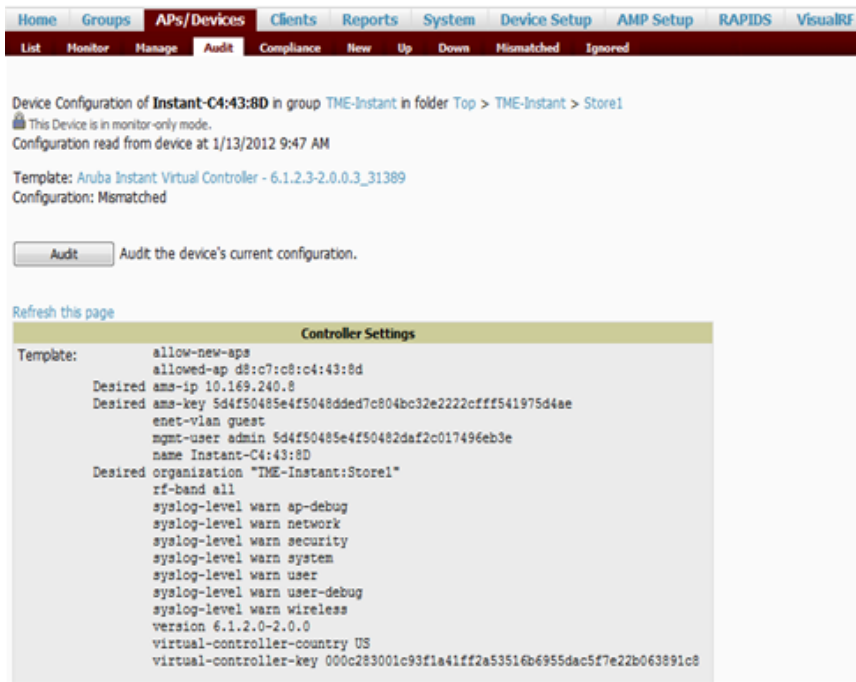 Home Groups APs/Devices Clients Reports System Device Setup AMP Setup RAPIDS VisualRF
List Monitor Manage Audit Compliance New Up Down Mismatched Ignored
Device Configuration of Instant-C4:43:8D in group TME-Instant in folder Top > TME-Instant > Store1
This Device is in monitor-only mode.
Configuration read from device at 1/13/2012 9:47 AM
Template: Aruba Instant Virtual Controller - 6.1.2.3-2.0.0.3_31389
Configuration: Mismatched
Audit Audit the device's current configuration.
Refresh this page
Controller Settings
Template: allow-new-aps
allowed-ap d8:c7:c8:c4:43:8d
Desired ams-ip 10.169.240.8
Desired ams-key 5d4f50485e4f5048dded7c804bc32e2222cfff541975d4ae
enet-vlan guest
mgmt-user admin 5d4f50485e4f50482daf2c017496eb3e
name Instant-C4:43:8D
Desired organization "TME-Instant:Store1"
rf-band all
syslog-level warn ap-debug
syslog-level warn network
syslog-level warn security
syslog-level warn system
syslog-level warn user
syslog-level warn user-debug
syslog-level warn wireless
version 6.1.2.0-2.0.0
virtual-controller-country US
virtual-controller-key 000c283001c93f1a41ff2a53516b6955dac5f7e22b063891c8